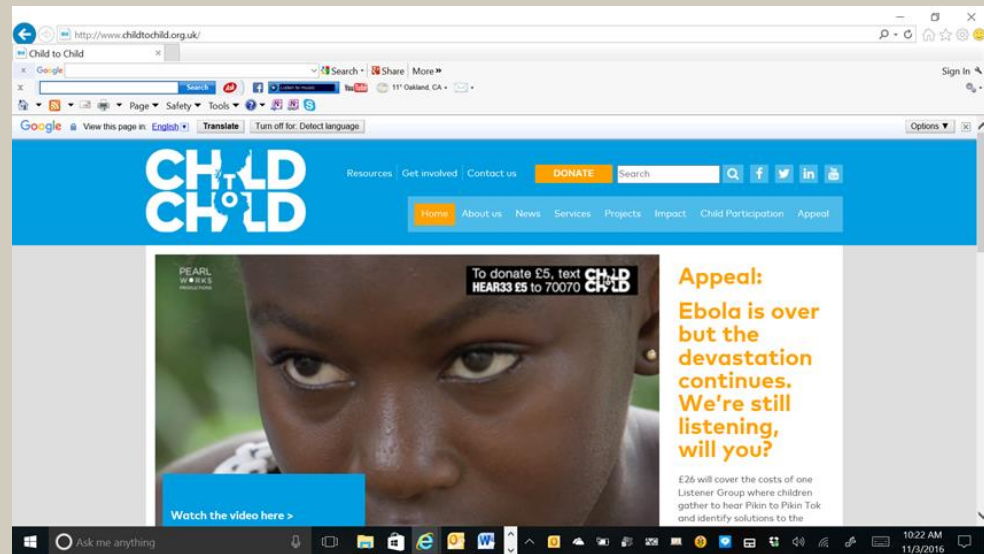 http://www.childtochild.org.uk/
Child to Child
Google Search Share More» Sign In
Search YouTube 11° Oakland, CA
Page Safety Tools
Google View this page in: English Translate Turn off for: Detect language Options
CHILD
TO
CHILD
Resources Get involved Contact us DONATE Search
Home About us News Services Projects Impact Child Participation Appeal
PEARL
WORKS
PRODUCTIONS
To donate £5, text
HEAR33 £5 to 70070
CHILD
TO
CHILD
Watch the video here >
Appeal:
Ebola is over
but the
devastation
continues.
We're still
listening,
will you?
£26 will cover the costs of one
Listener Group where children
gather to hear Pikin to Pikin Tok
and identify solutions to the
Ask me anything
10:22 AM
11/3/2016